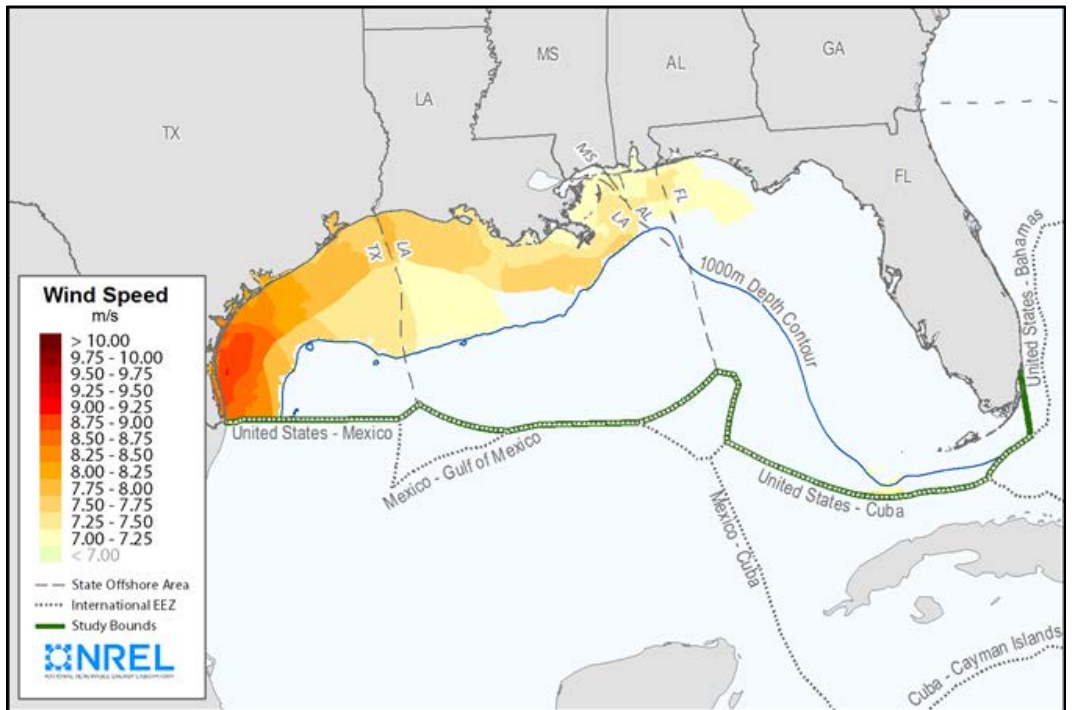 MS
AL
GA
LA
TX
FL
MS
LA
AL
FL
TX
LA
1000m Depth Contour
United States - Bahamas
Wind Speed
m/s
> 10.00
9.75 - 10.00
9.50 - 9.75
9.25 - 9.50
9.00 - 9.25
8.75 - 9.00
8.50 - 8.75
8.25 - 8.50
8.00 - 8.25
7.75 - 8.00
7.50 - 7.75
7.25 - 7.50
7.00 - 7.25
< 7.00
State Offshore Area
International EEZ
Study Bounds
NREL
NATIONAL RENEWABLE ENERGY LABORATORY
United States - Mexico
Mexico - Gulf of Mexico
United States - Cuba
Mexico - Cuba
Cuba - Cayman Islands